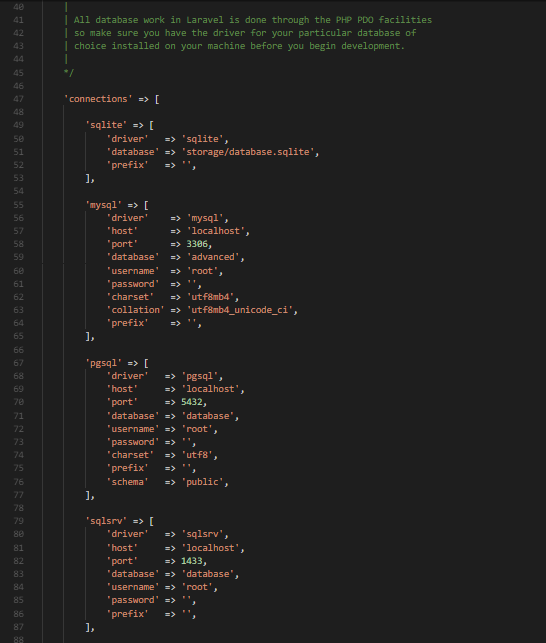 40 |
41 | All database work in Laravel is done through the PHP PDO facilities
42 | so make sure you have the driver for your particular database of
43 | choice installed on your machine before you begin development.
44 |
45 */
46
47 'connections' => [
48
49 'sqlite' => [
50 'driver' => 'sqlite',
51 'database' => 'storage/database.sqlite',
52 'prefix' => '',
53 ],
54
55 'mysql' => [
56 'driver' => 'mysql',
57 'host' => 'localhost',
58 'port' => 3306,
59 'database' => 'advanced',
60 'username' => 'root',
61 'password' => '',
62 'charset' => 'utf8mb4',
63 'collation' => 'utf8mb4_unicode_ci',
64 'prefix' => '',
65 ],
66
67 'pgsql' => [
68 'driver' => 'pgsql',
69 'host' => 'localhost',
70 'port' => 5432,
71 'database' => 'database',
72 'username' => 'root',
73 'password' => '',
74 'charset' => 'utf8',
75 'prefix' => '',
76 'schema' => 'public',
77 ],
78
79 'sqlsrv' => [
80 'driver' => 'sqlsrv',
81 'host' => 'localhost',
82 'port' => 1433,
83 'database' => 'database',
84 'username' => 'root',
85 'password' => '',
86 'prefix' => '',
87 ],
88